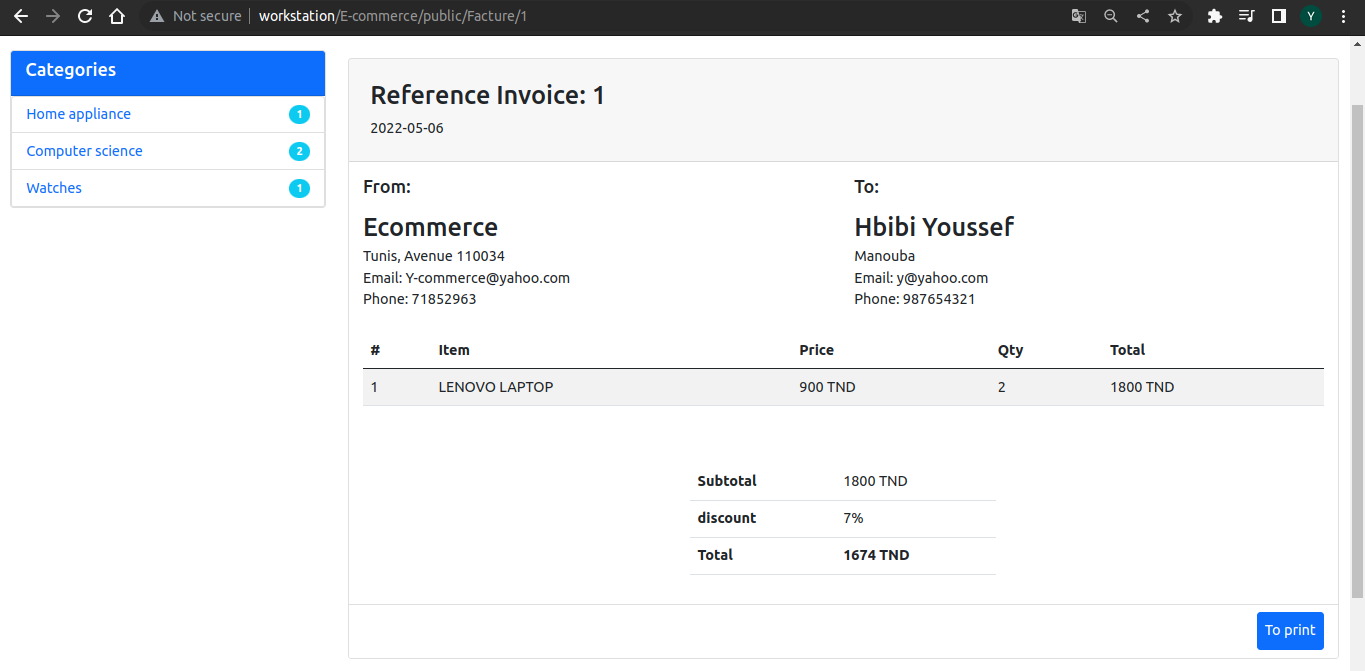 Not secure | workstation/E-commerce/public/Facture/1
Y
Categories
Home appliance 1
Computer science 2
Watches 1
Reference Invoice: 1
2022-05-06
From:
Ecommerce
Tunis, Avenue 110034
Email: Y-commerce@yahoo.com
Phone: 71852963
To:
Hbibi Youssef
Manouba
Email: y@yahoo.com
Phone: 987654321
# Item Price Qty Total
1 LENOVO LAPTOP 900 TND 2 1800 TND
Subtotal 1800 TND
discount 7%
Total 1674 TND
To print